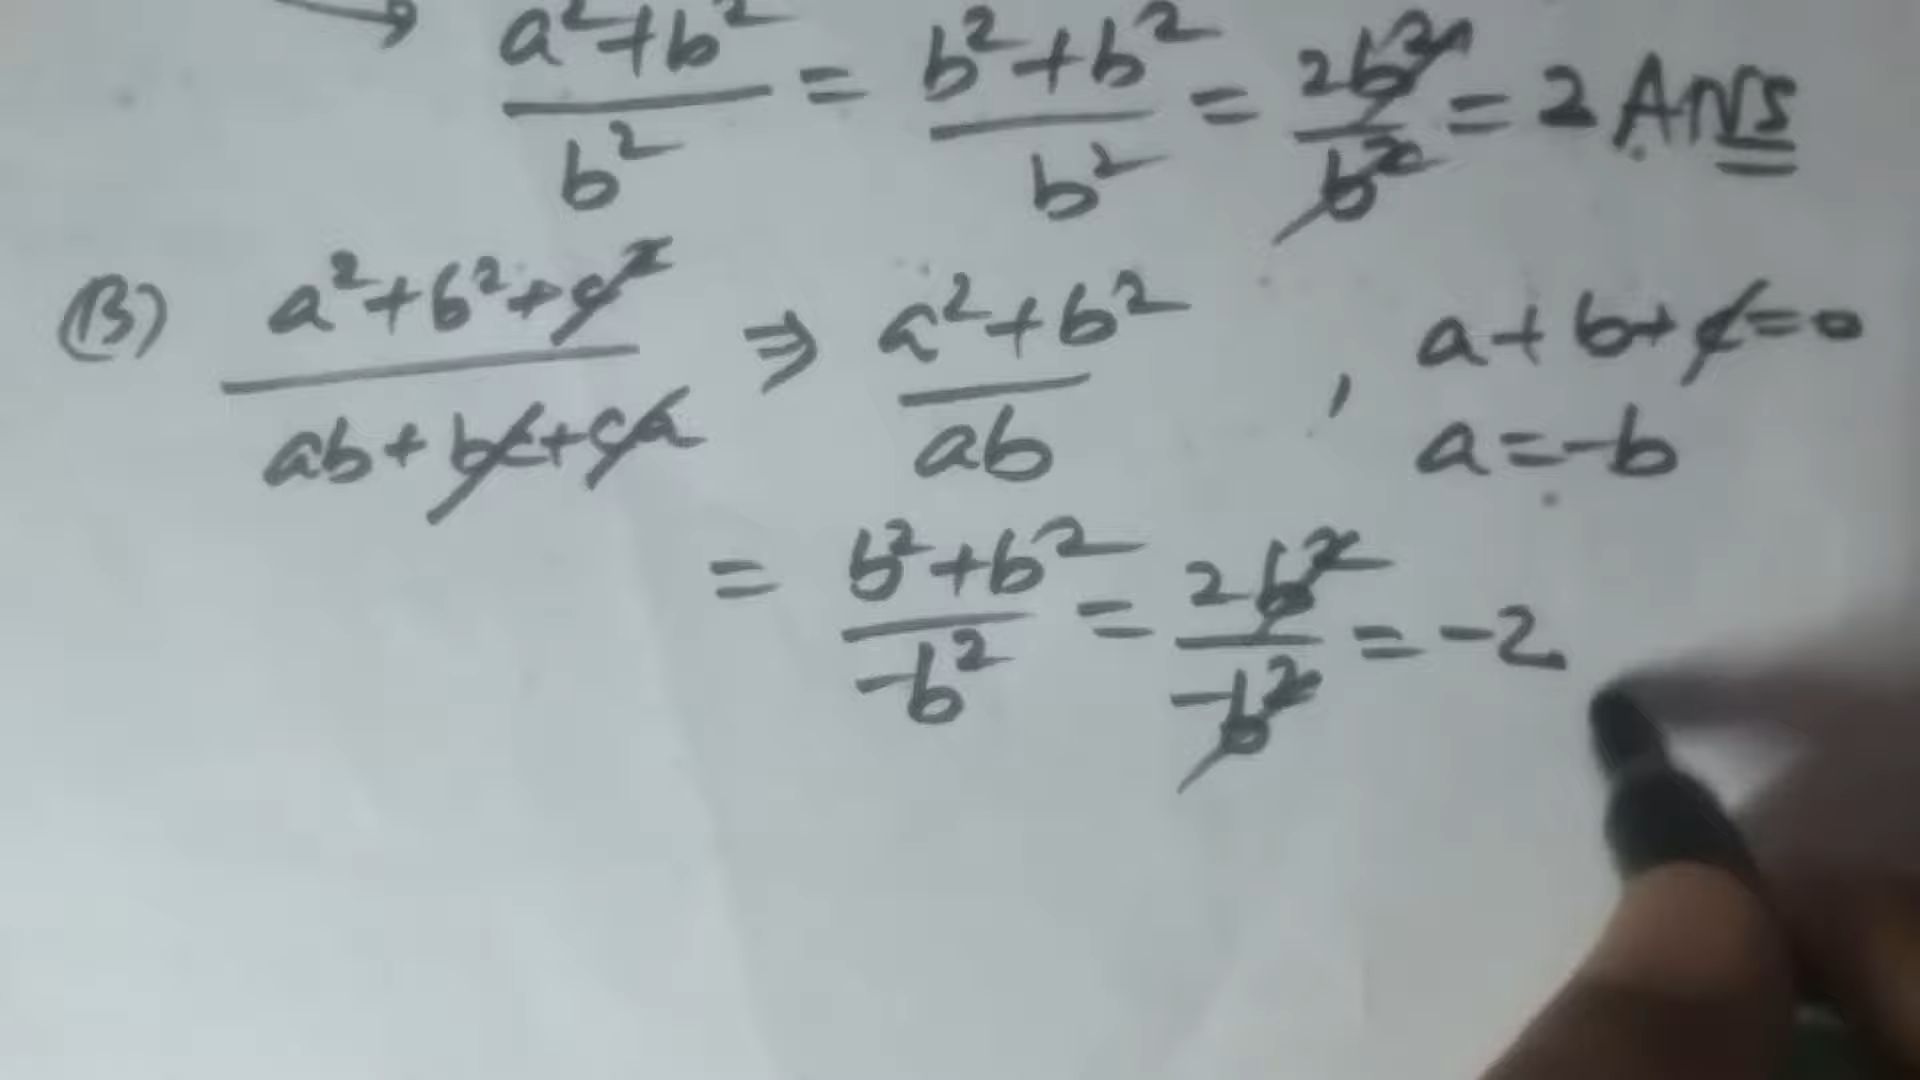 → a²+b²/b² = b²+b²/b² = 2b²/b² = 2 Ans
(B) a²+b²+c²/ab+bc+ca ⇒ a²+b²/ab , a+b+c=0
a=-b
= b²+b²/-b² = 2b²/-b² = -2